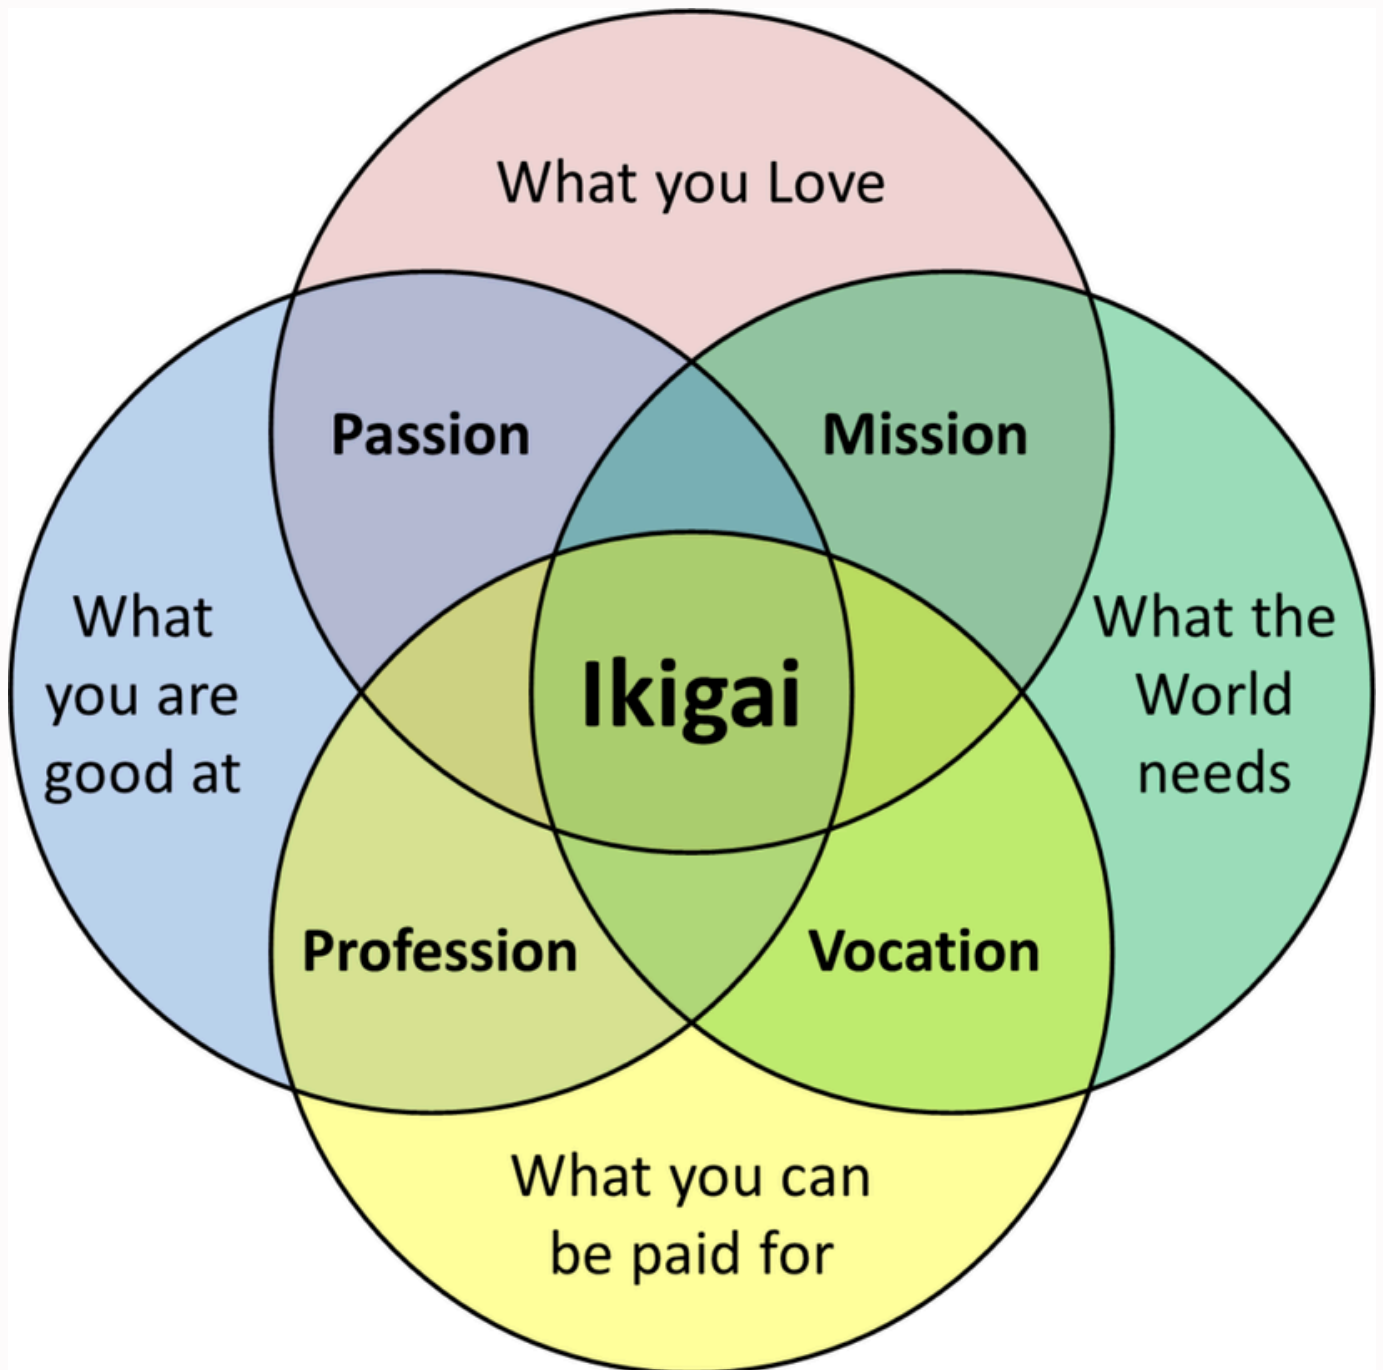 What you Love
Passion
Mission
What
you are
good at
Ikigai
What the
World
needs
Profession
Vocation
What you can
be paid for